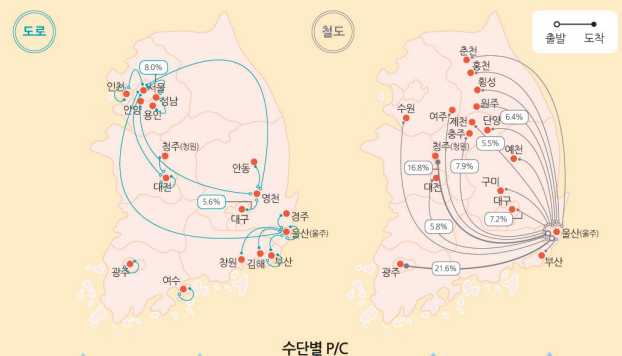 도로
철도
출발 도착
8.0%
인천
서울
성남
안양
용인
청주(청원)
대전
안동
영천
5.6%
대구
경주
울산(울주)
창원
김해
부산
광주
여수
춘천
홍천
횡성
원주
수원
여주
제천
단양
6.4%
충주
5.5%
예천
청주(청원)
16.8%
7.9%
대전
구미
대구
7.2%
5.8%
울산(울주)
부산
광주
21.6%
수단별 P/C